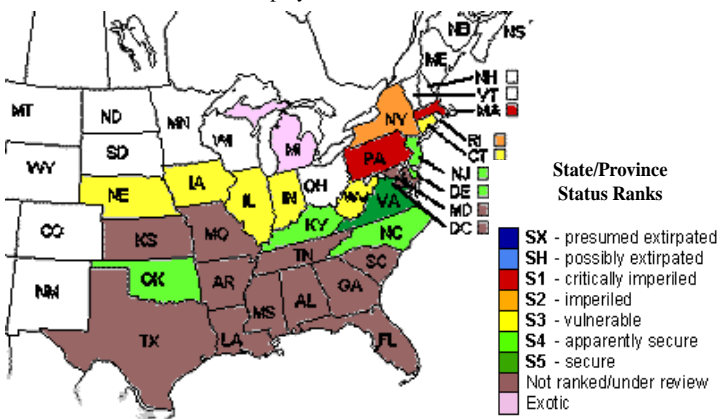 NB
NS
ME
NH
VT
MA
MT
ND
MN
NY
WI
RI
SD
MI
CT
WY
PA
NJ
IA
NE
OH
DE
IL
IN
WV
MD
VA
DC
CO
KY
KS
MO
NC
TN
OK
SC
AR
NM
GA
AL
MS
TX
LA
FL
State/Province
Status Ranks
SX - presumed extirpated
SH - possibly extirpated
S1 - critically imperiled
S2 - imperiled
S3 - vulnerable
S4 - apparently secure
S5 - secure
Not ranked/under review
Exotic